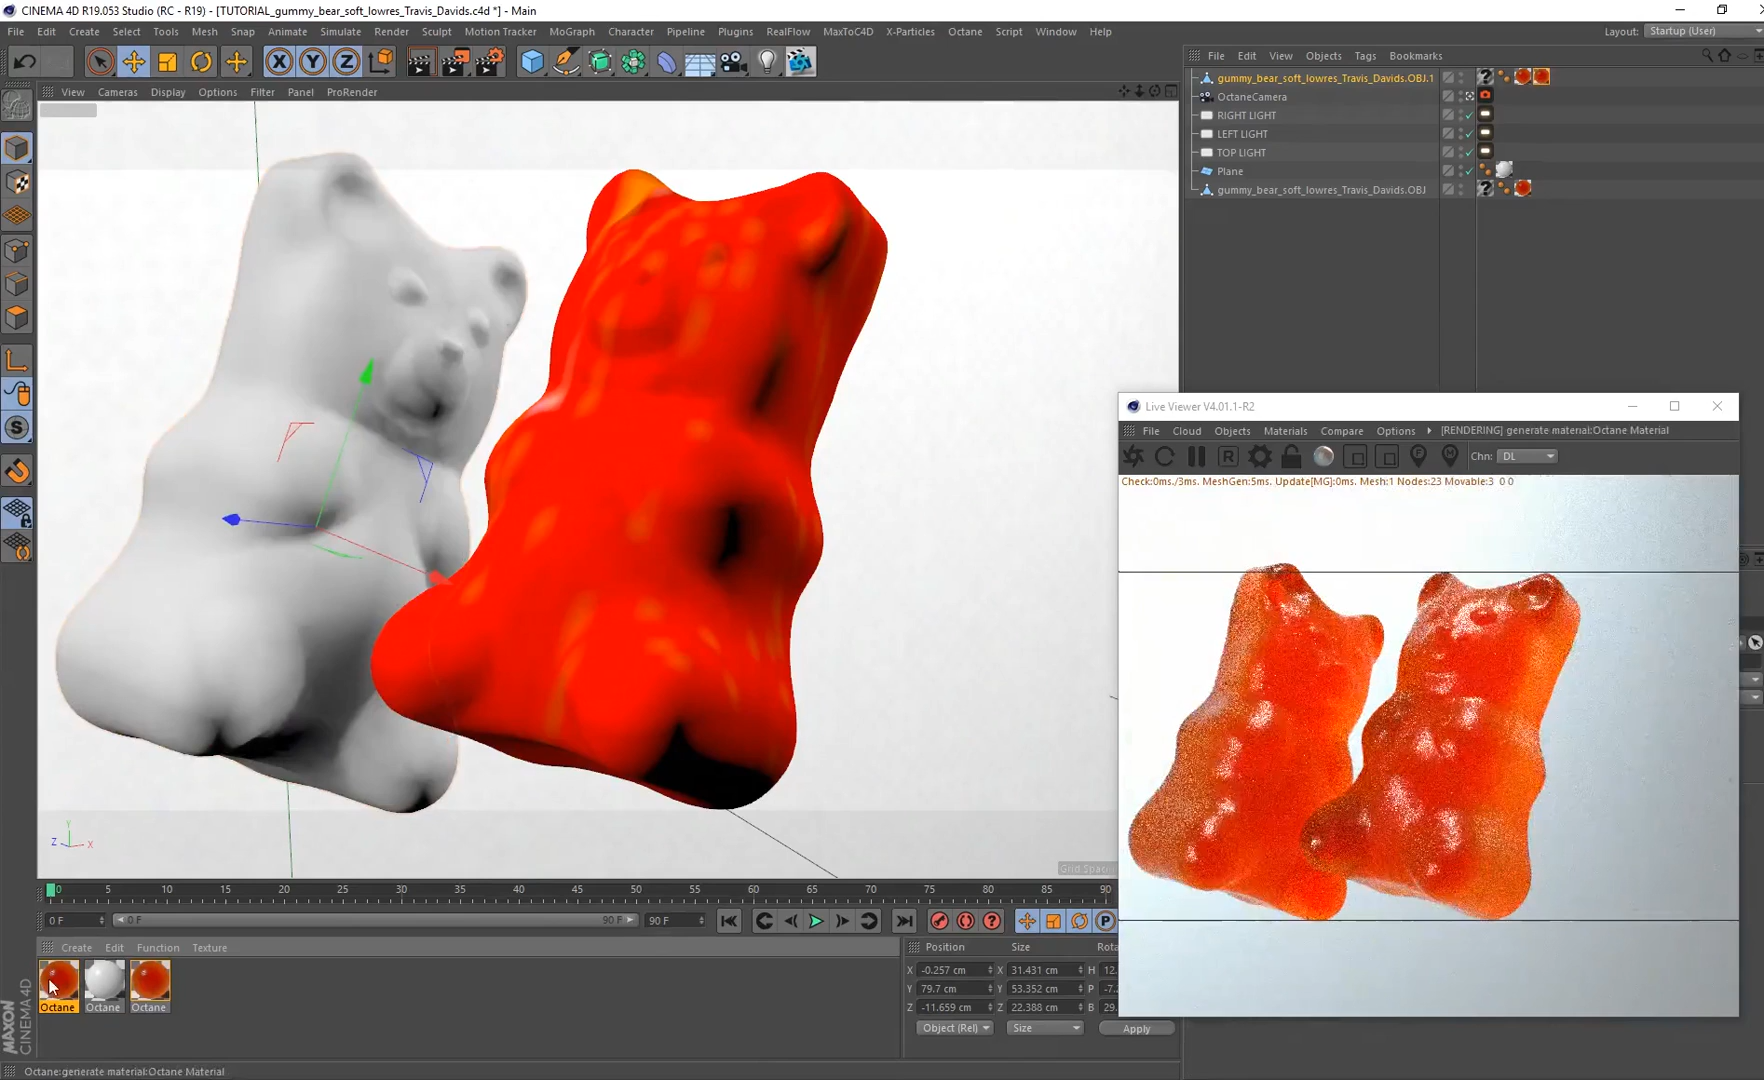 CINEMA 4D R19.053 Studio (RC - R19) - [TUTORIAL_gummy_bear_soft_lowres_Travis_Davids.c4d *] - Main
File Edit Create Select Tools Mesh Snap Animate Simulate Render Sculpt Motion Tracker MoGraph Character Pipeline Plugins RealFlow MaxToC4D X-Particles Octane Script Window Help
Layout: Startup (User)
X Y Z
File Edit View Objects Tags Bookmarks
View Cameras Display Options Filter Panel ProRender
gummy_bear_soft_lowres_Travis_Davids.OBJ.1
OctaneCamera
RIGHT LIGHT
LEFT LIGHT
TOP LIGHT
Plane
gummy_bear_soft_lowres_Travis_Davids.OBJ
Live Viewer V4.01.1-R2
File Cloud Objects Materials Compare Options [RENDERING] generate material:Octane Material
R F M Chn: DL
Check:0ms./3ms. MeshGen:5ms. Update[MG]:0ms. Mesh:1 Nodes:23 Movable:3 0 0
S
Y
Z X
Grid Spac
0 5 10 15 20 25 30 35 40 45 50 55 60 65 70 75 80 85 90
0 F 0 F 90 F 90 F
P
Create Edit Function Texture
Octane Octane Octane
Position Size Rota
X -0.257 cm X 31.431 cm H 12.
Y 79.7 cm Y 53.352 cm P -7.
Z -11.659 cm Z 22.388 cm B 29.
Object (Rel) Size Apply
MAXON CINEMA 4D
Octane:generate material:Octane Material